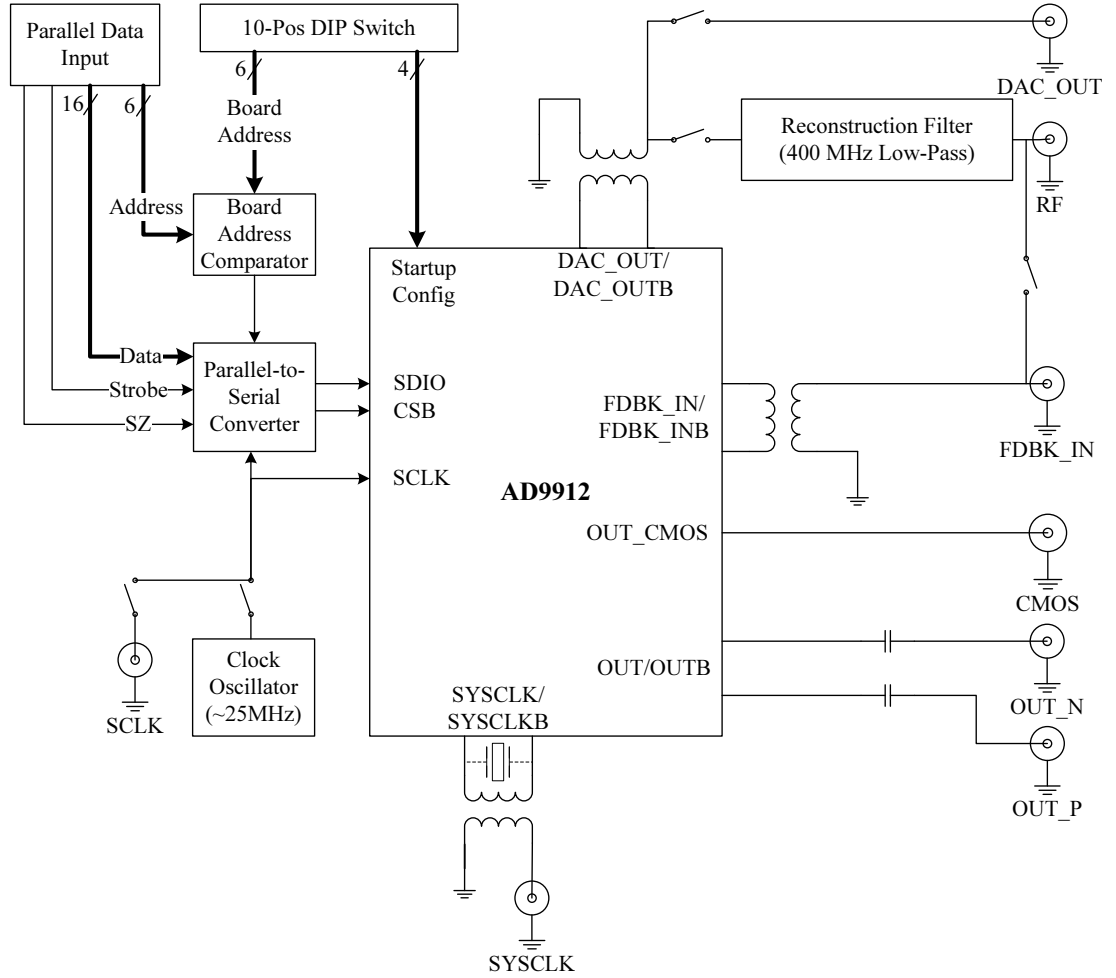 Parallel Data
Input
10-Pos DIP Switch
16
6
6
4
Board
Address
DAC_OUT
Reconstruction Filter
(400 MHz Low-Pass)
RF
Address
Board
Address
Comparator
Startup
Config
DAC_OUT/
DAC_OUTB
Data
Strobe
SZ
Parallel-to-
Serial
Converter
SDIO
CSB
SCLK
FDBK_IN/
FDBK_INB
FDBK_IN
AD9912
OUT_CMOS
CMOS
OUT/OUTB
OUT_N
OUT_P
SCLK
Clock
Oscillator
(~25MHz)
SYSCLK/
SYSCLKB
SYSCLK